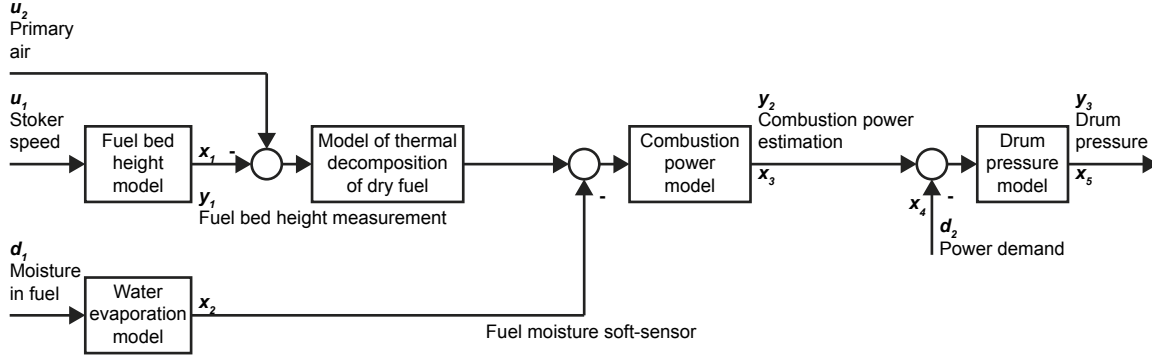 u2
Primary
air
u1
Stoker
speed
Fuel bed
height
model
x1
-
y1
Fuel bed height measurement
Model of thermal
decomposition
of dry fuel
d1
Moisture
in fuel
Water
evaporation
model
x2
-
Fuel moisture soft-sensor
Combustion
power
model
y2
Combustion power
estimation
x3
x4
-
d2
Power demand
Drum
pressure
model
y3
Drum
pressure
x5